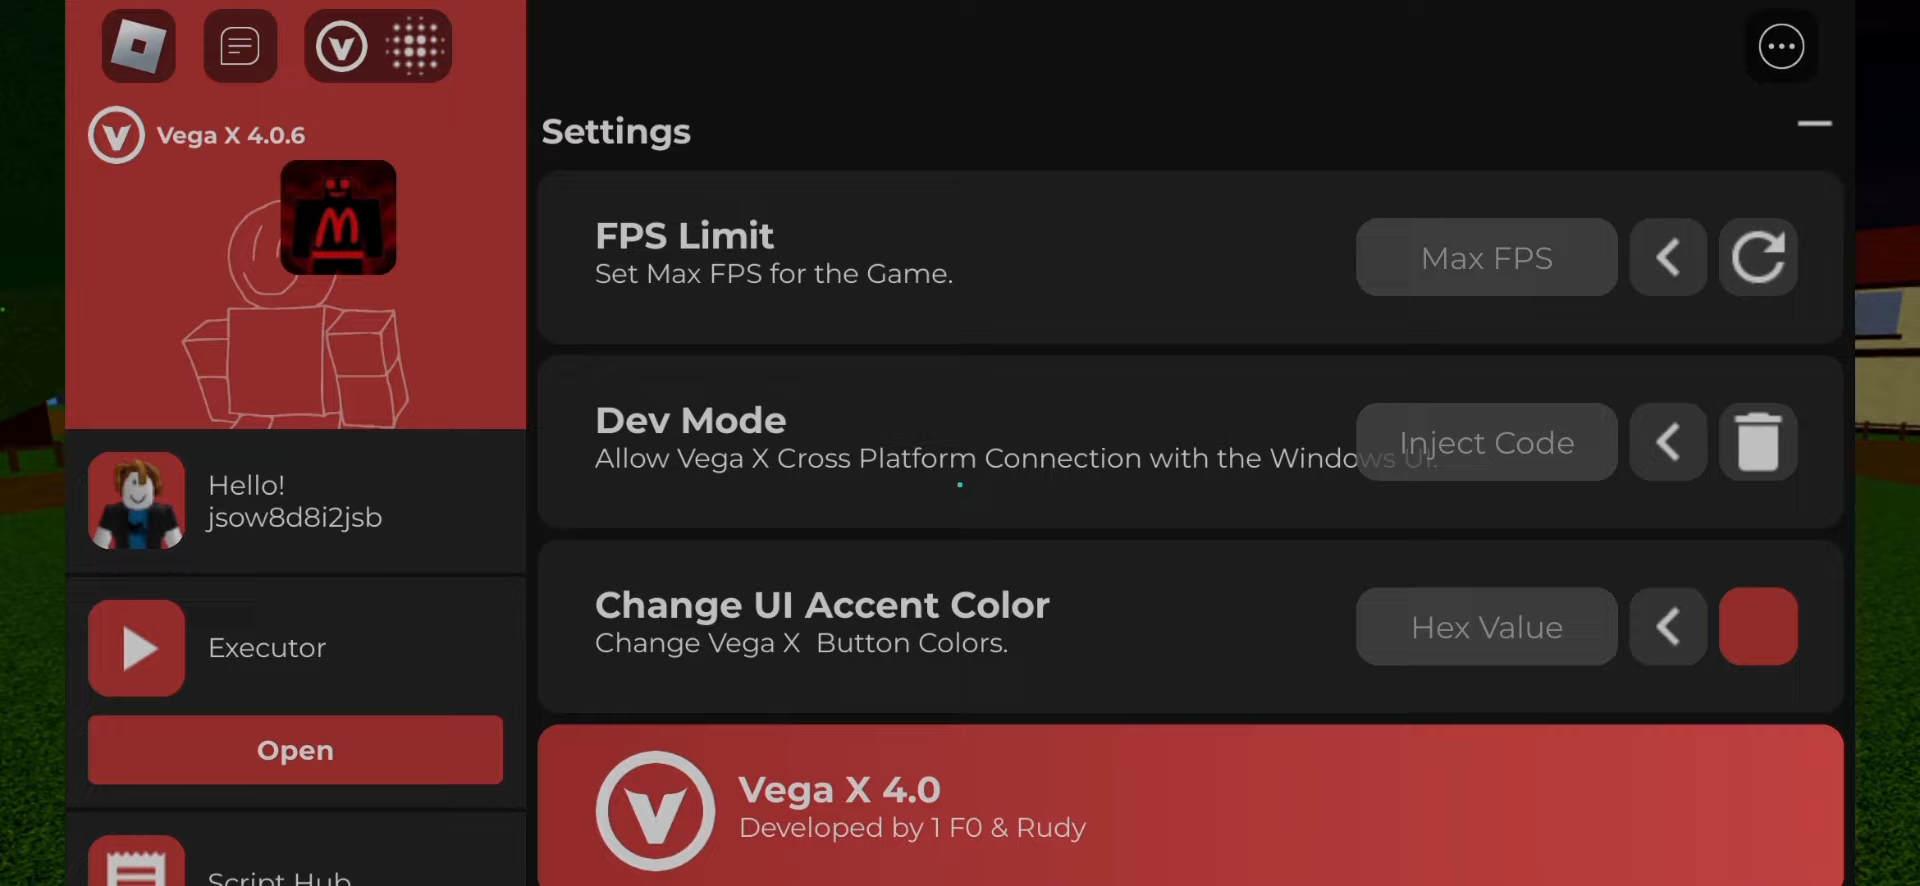 Vega X 4.0.6
Hello!
jsow8d8i2jsb
Executor
Open
Script Hub
Settings
FPS Limit
Set Max FPS for the Game.
Max FPS
Dev Mode
Allow Vega X Cross Platform Connection with the Windows UI.
Inject Code
Change UI Accent Color
Change Vega X  Button Colors.
Hex Value
Vega X 4.0
Developed by 1 F0 & Rudy